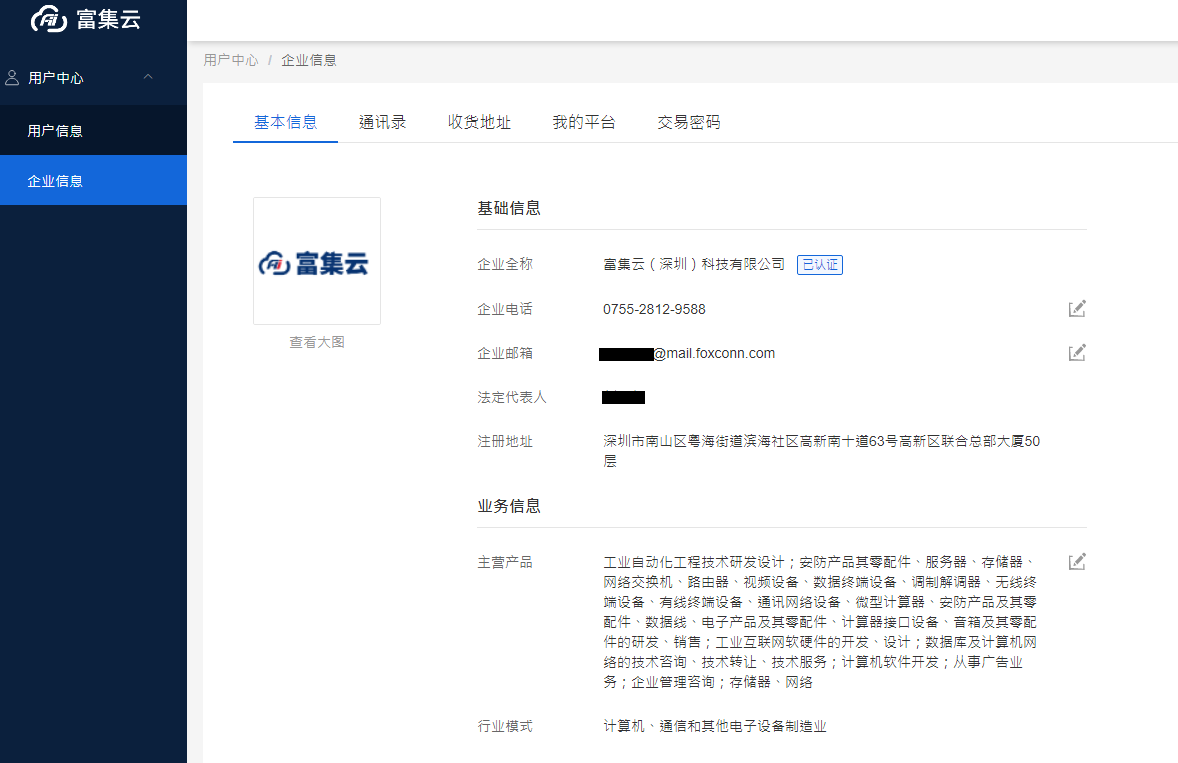 富集云
用户中心
用户信息
企业信息
用户中心 / 企业信息
基本信息 通讯录 收货地址 我的平台 交易密码
富集云
查看大图
基础信息
企业全称 富集云（深圳）科技有限公司 已认证
企业电话 0755-2812-9588
企业邮箱 @mail.foxconn.com
法定代表人
注册地址 深圳市南山区粤海街道滨海社区高新南十道63号高新区联合总部大厦50
层
业务信息
主营产品 工业自动化工程技术研发设计；安防产品其零配件、服务器、存储器、
网络交换机、路由器、视频设备、数据终端设备、调制解调器、无线终
端设备、有线终端设备、通讯网络设备、微型计算器、安防产品及其零
配件、数据线、电子产品及其零配件、计算器接口设备、音箱及其零配
件的研发、销售；工业互联网软硬件的开发、设计；数据库及计算机网
络的技术咨询、技术转让、技术服务；计算机软件开发；从事广告业
务；企业管理咨询；存储器、网络
行业模式 计算机、通信和其他电子设备制造业